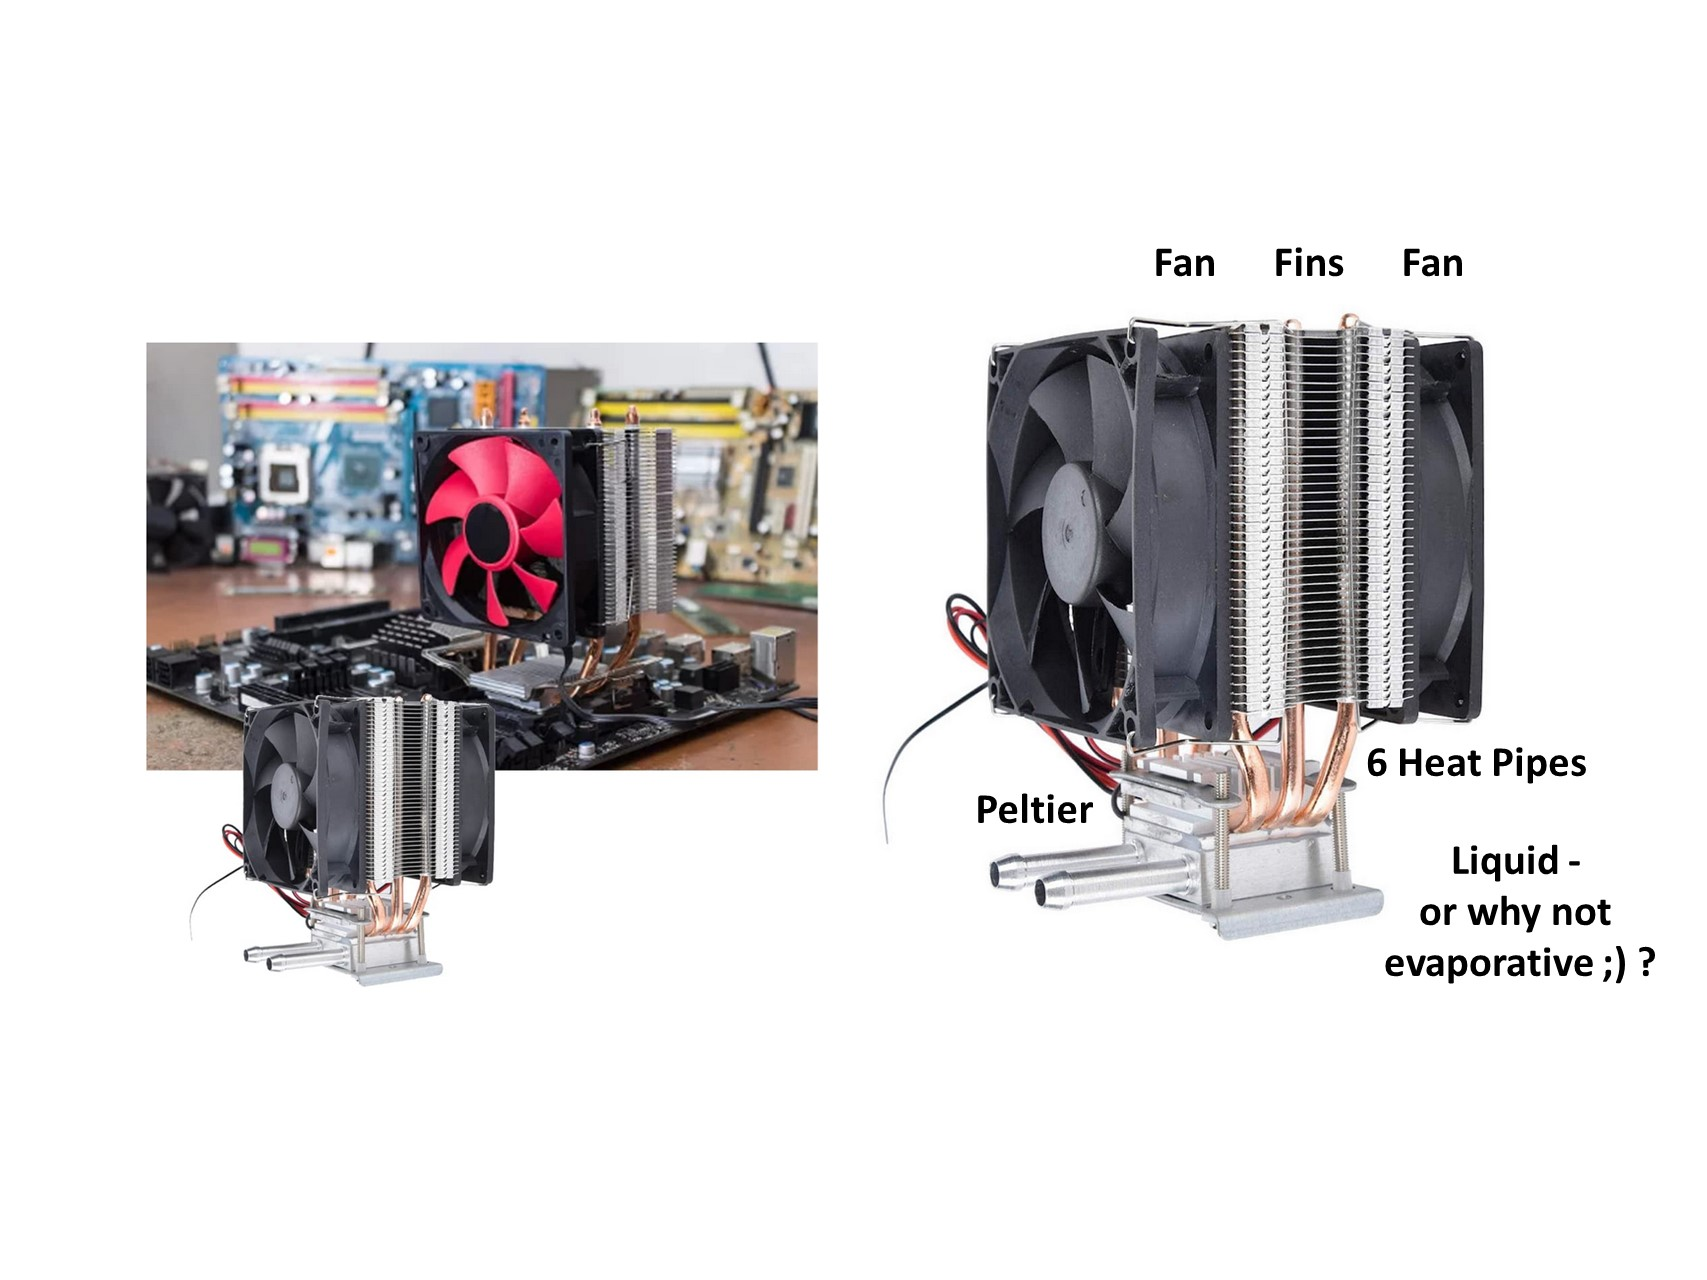 Fan Fins Fan
6 Heat Pipes
Peltier
Liquid -
or why not
evaporative ;) ?